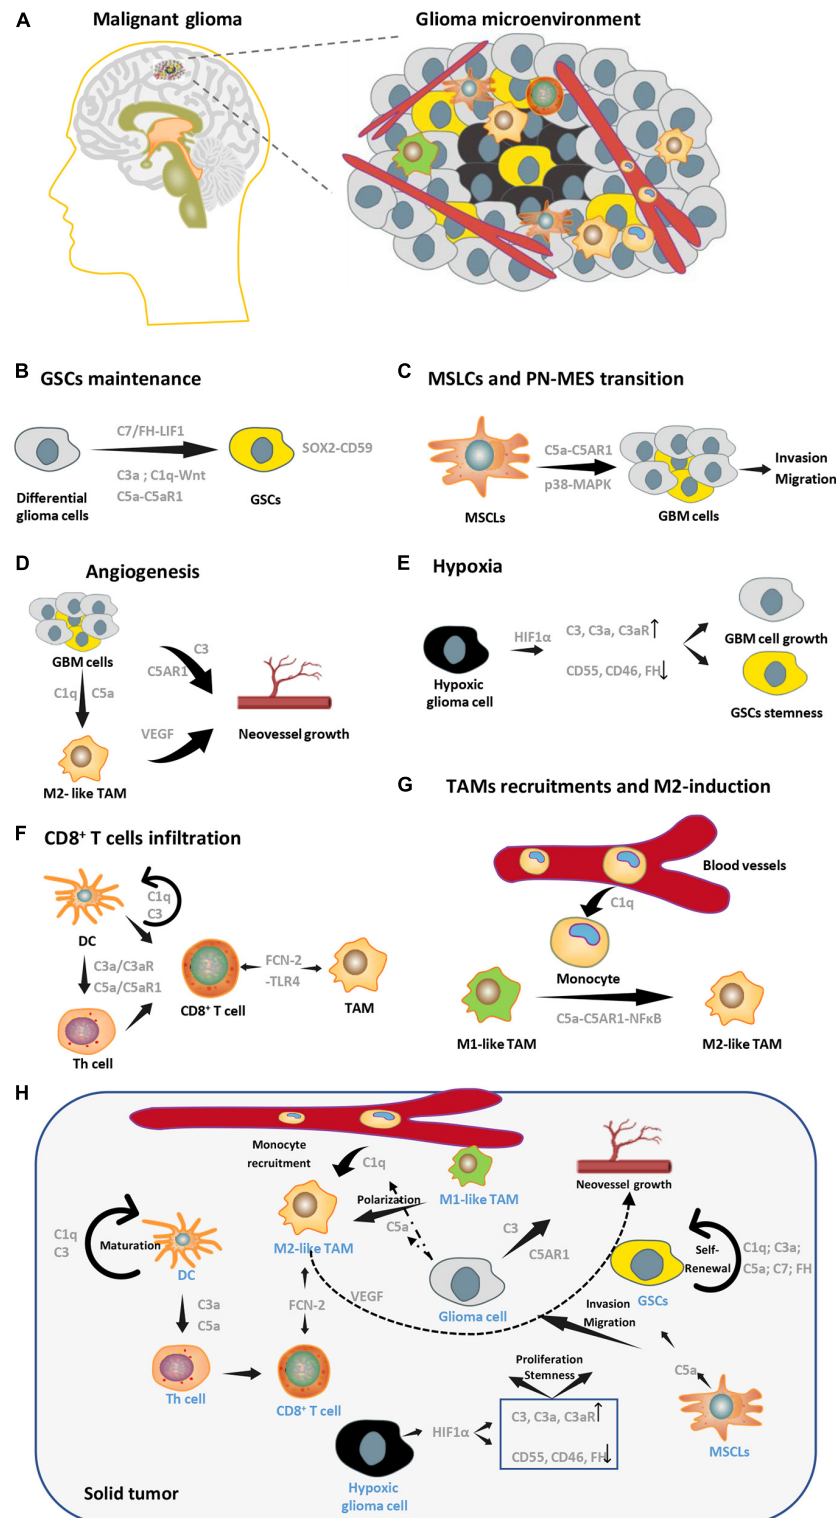 A
Malignant glioma
Glioma microenvironment
B
GSCs maintenance
C7/FH-LIF1
C3a ; C1q-Wnt
C5a-C5aR1
SOX2-CD59
Differential
glioma cells
GSCs
C
MSLCs and PN-MES transition
C5a-C5AR1
p38-MAPK
Invasion
Migration
MSCLs
GBM cells
D
Angiogenesis
GBM cells
C3
C5AR1
C1q
C5a
VEGF
Neovessel growth
M2- like TAM
E
Hypoxia
HIF1α
C3, C3a, C3aR↑
CD55, CD46, FH↓
Hypoxic
glioma cell
GBM cell growth
GSCs stemness
F
CD8⁺ T cells infiltration
C1q
C3
DC
C3a/C3aR
C5a/C5aR1
FCN-2
-TLR4
CD8⁺ T cell
TAM
Th cell
G
TAMs recruitments and M2-induction
Blood vessels
C1q
Monocyte
C5a-C5AR1-NFκB
M1-like TAM
M2-like TAM
H
Monocyte
recruitment
C1q
M1-like TAM
Polarization
C5a
M2-like TAM
Neovessel growth
C3
C5AR1
C1q
C3
Maturation
DC
Self-
Renewal
C1q; C3a;
C5a; C7; FH
GSCs
Glioma cell
VEGF
FCN-2
C3a
C5a
Th cell
CD8⁺ T cell
Invasion
Migration
C5a
MSCLs
Proliferation
Stemness
C3, C3a, C3aR↑
CD55, CD46, FH↓
HIF1α
Hypoxic
glioma cell
Solid tumor